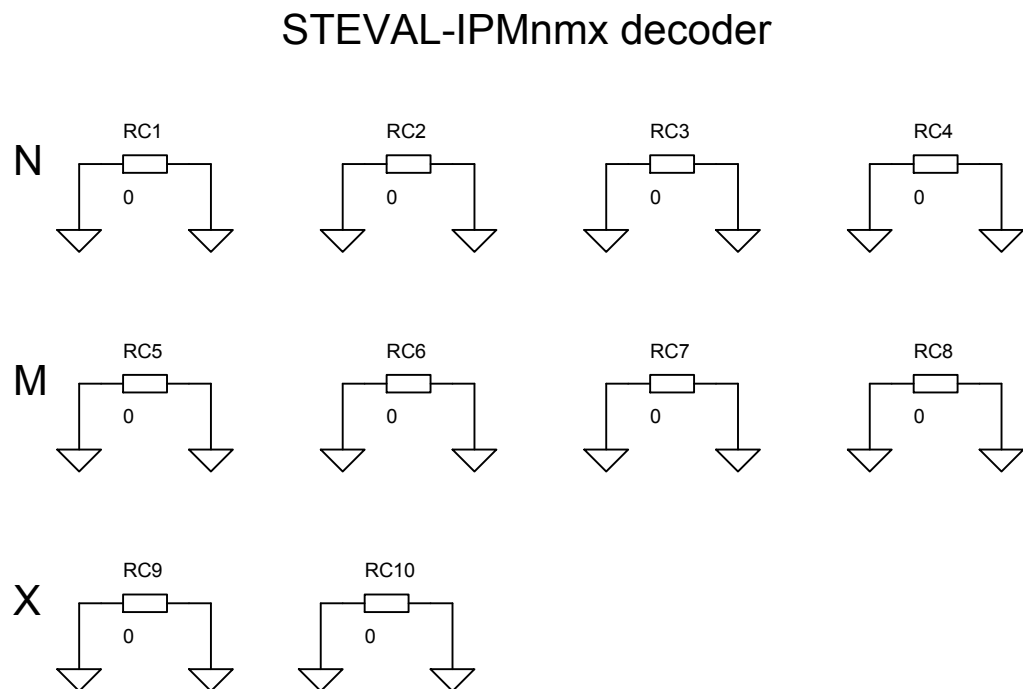 STEVAL-IPMnmx decoder
RC1 RC2 RC3 RC4
N
0 0 0 0
RC5 RC6 RC7 RC8
M
0 0 0 0
RC9 RC10
X
0 0